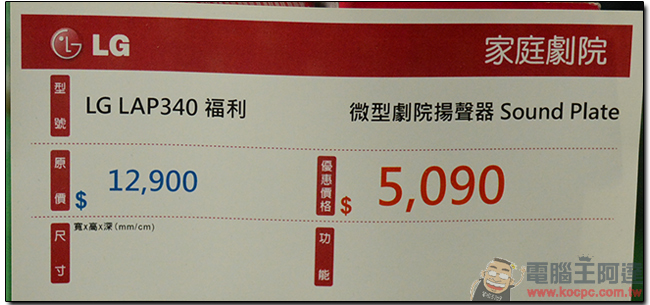 LG 家庭劇院
型號 LG LAP340 福利 微型劇院揚聲器 Sound Plate
原價 $ 12,900 優惠價格 $ 5,090
尺寸 寬x高x深(mm/cm) 功能
電腦王阿達
http://www.kocpc.com.tw